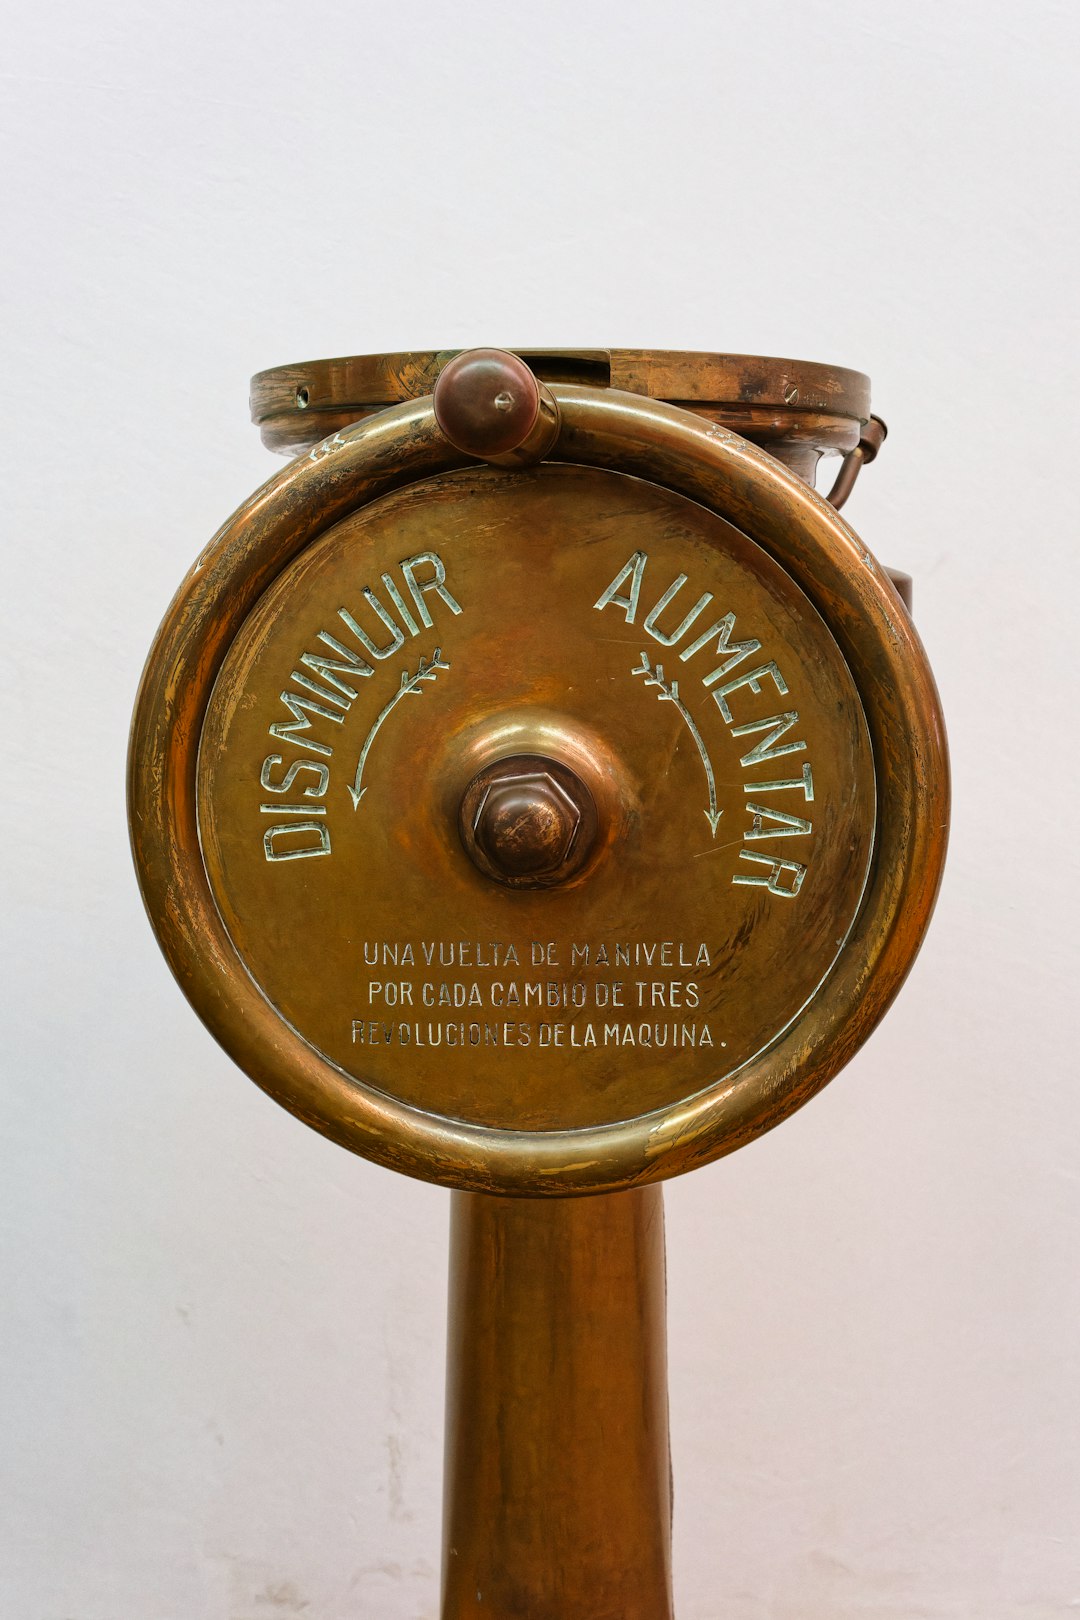 DISMINUIR
AUMENTAR
UNA VUELTA DE MANIVELA
POR CADA CAMBIO DE TRES
REVOLUCIONES DE LA MAQUINA.